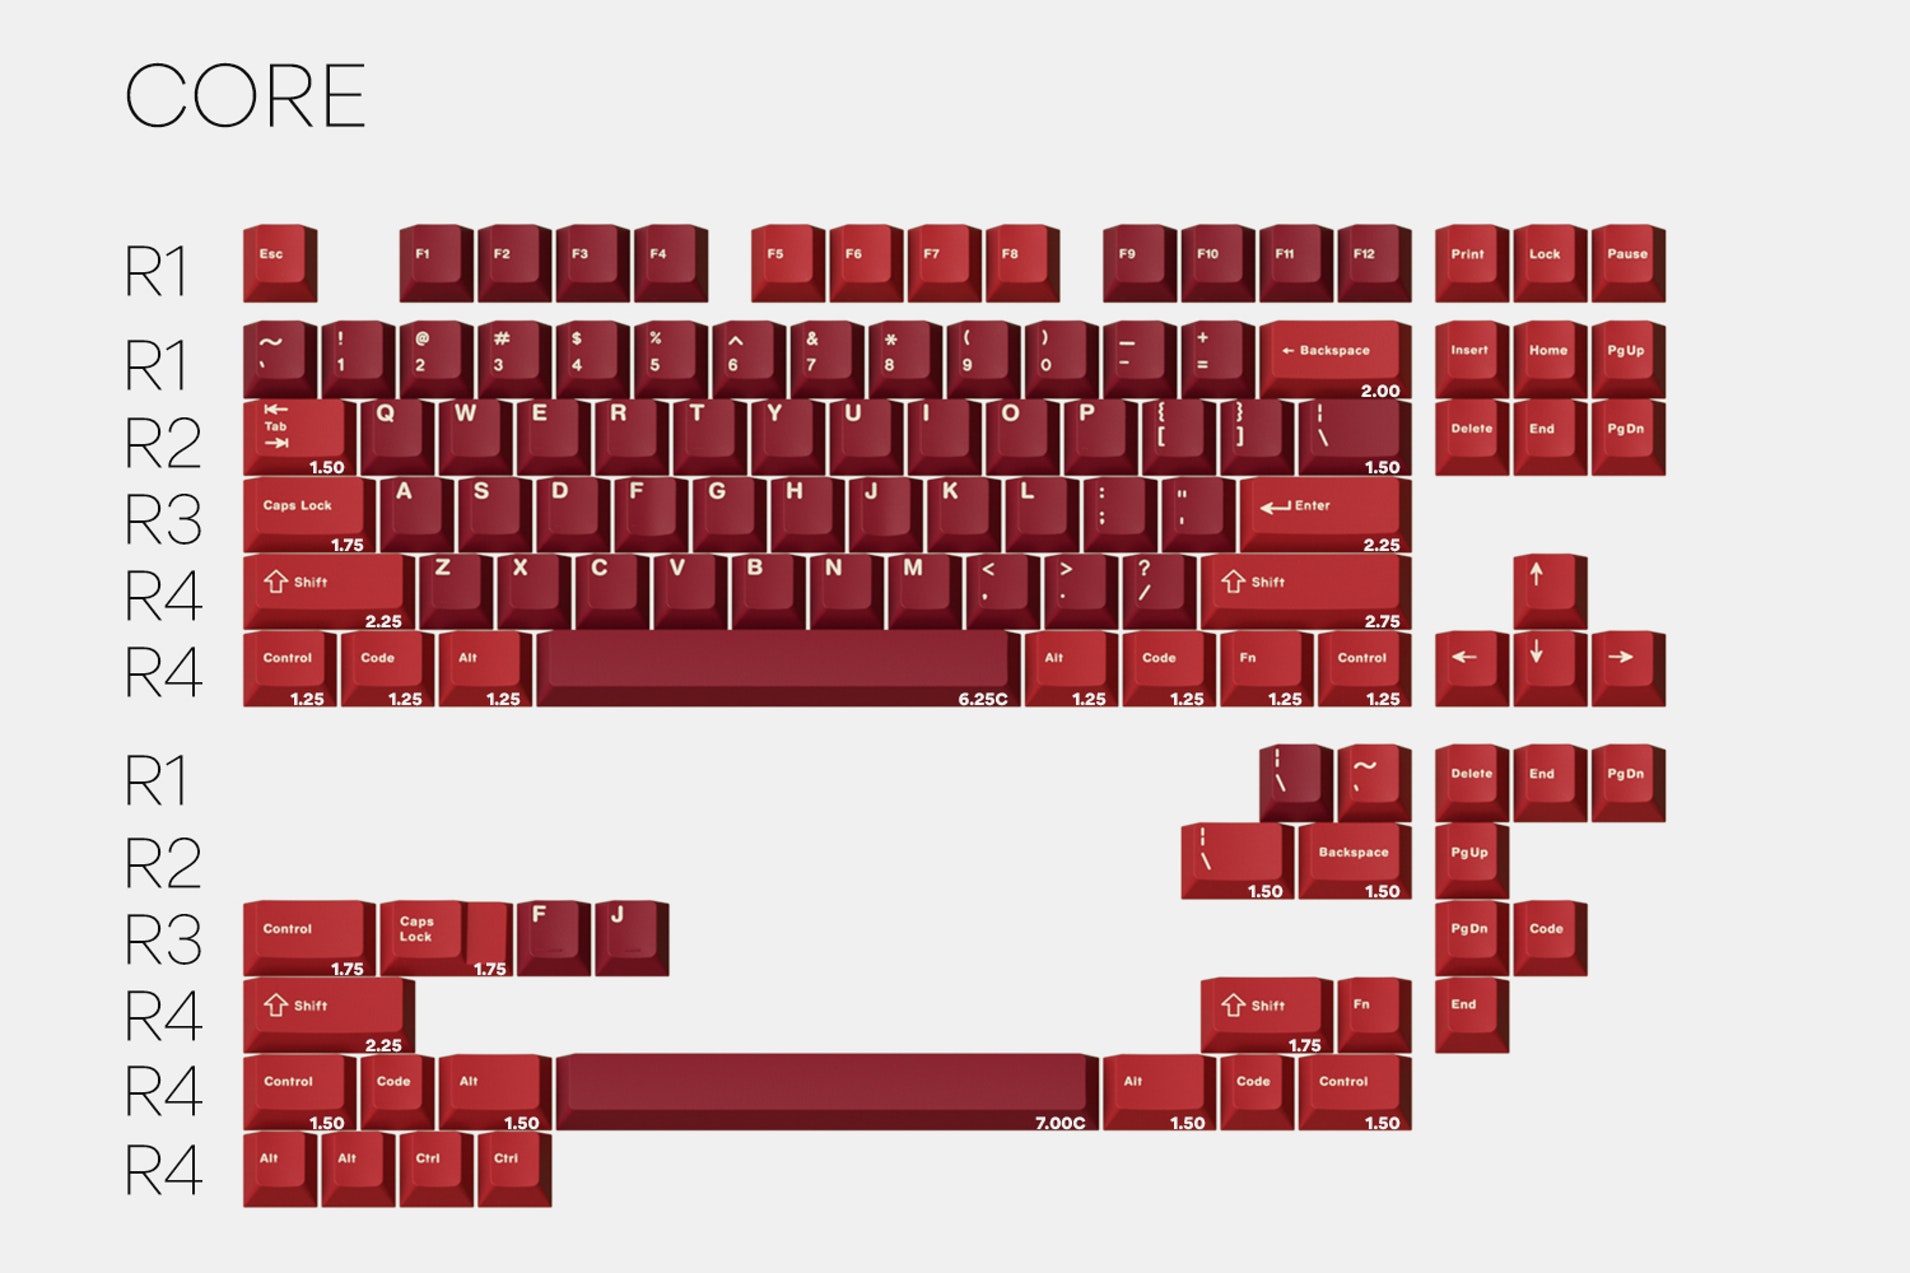 CORE
R1 Esc F1 F2 F3 F4 F5 F6 F7 F8 F9 F10 F11 F12 Print Lock Pause
R1 ~ ` ! 1 @ 2 # 3 $ 4 % 5 ^ 6 & 7 * 8 ( 9 ) 0 _ - + = ← Backspace 2.00 Insert Home PgUp
R2 ⇤ Tab ⇥ 1.50 Q W E R T Y U I O P { [ } ] ¦ \ 1.50 Delete End PgDn
R3 Caps Lock 1.75 A S D F G H J K L : ; " ' ↵ Enter 2.25
R4 ⇧ Shift 2.25 Z X C V B N M < , > . ? / ⇧ Shift 2.75 ↑
R4 Control 1.25 Code 1.25 Alt 1.25 6.25C Alt 1.25 Code 1.25 Fn 1.25 Control 1.25 ← ↓ →
R1 ¦ \ ~ ` Delete End PgDn
R2 ¦ \ 1.50 Backspace 1.50 PgUp
R3 Control 1.75 Caps Lock 1.75 F J PgDn Code
R4 ⇧ Shift 2.25 ⇧ Shift 1.75 Fn End
R4 Control 1.50 Code Alt 1.50 7.00C Alt 1.50 Code Control 1.50
R4 Alt Alt Ctrl Ctrl